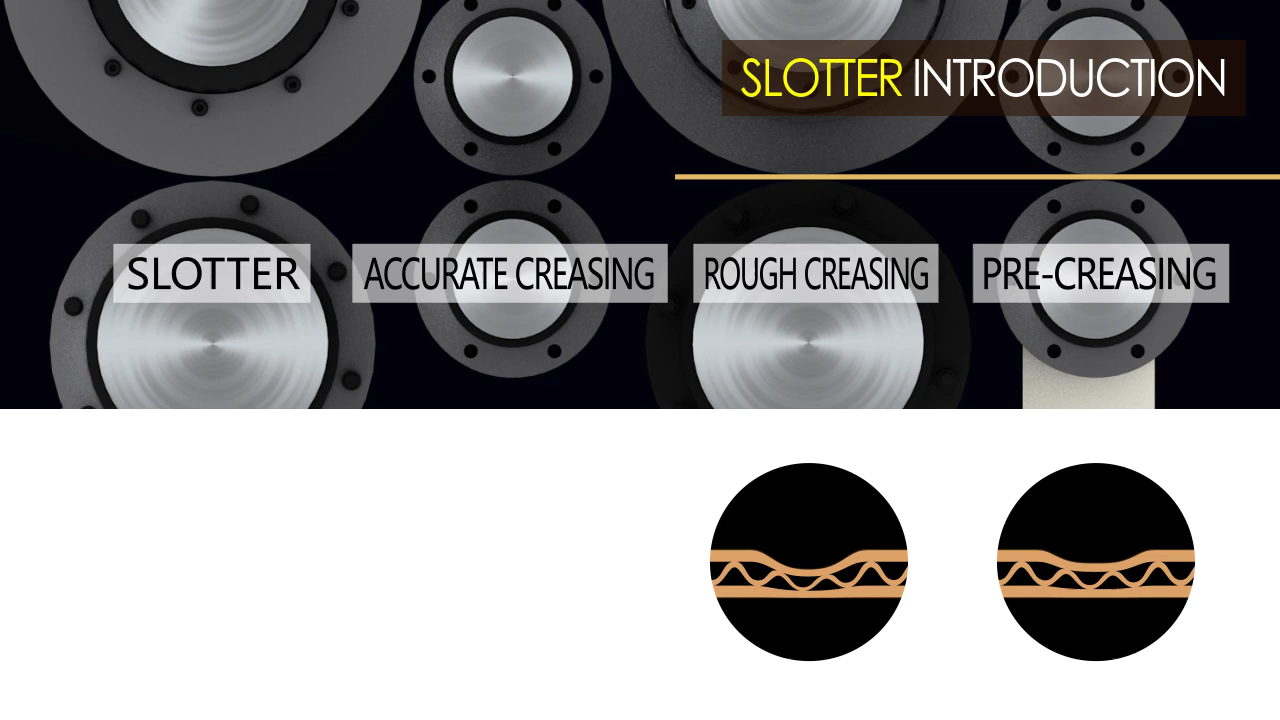 SLOTTER INTRODUCTION
SLOTTER
ACCURATE CREASING
ROUGH CREASING
PRE-CREASING